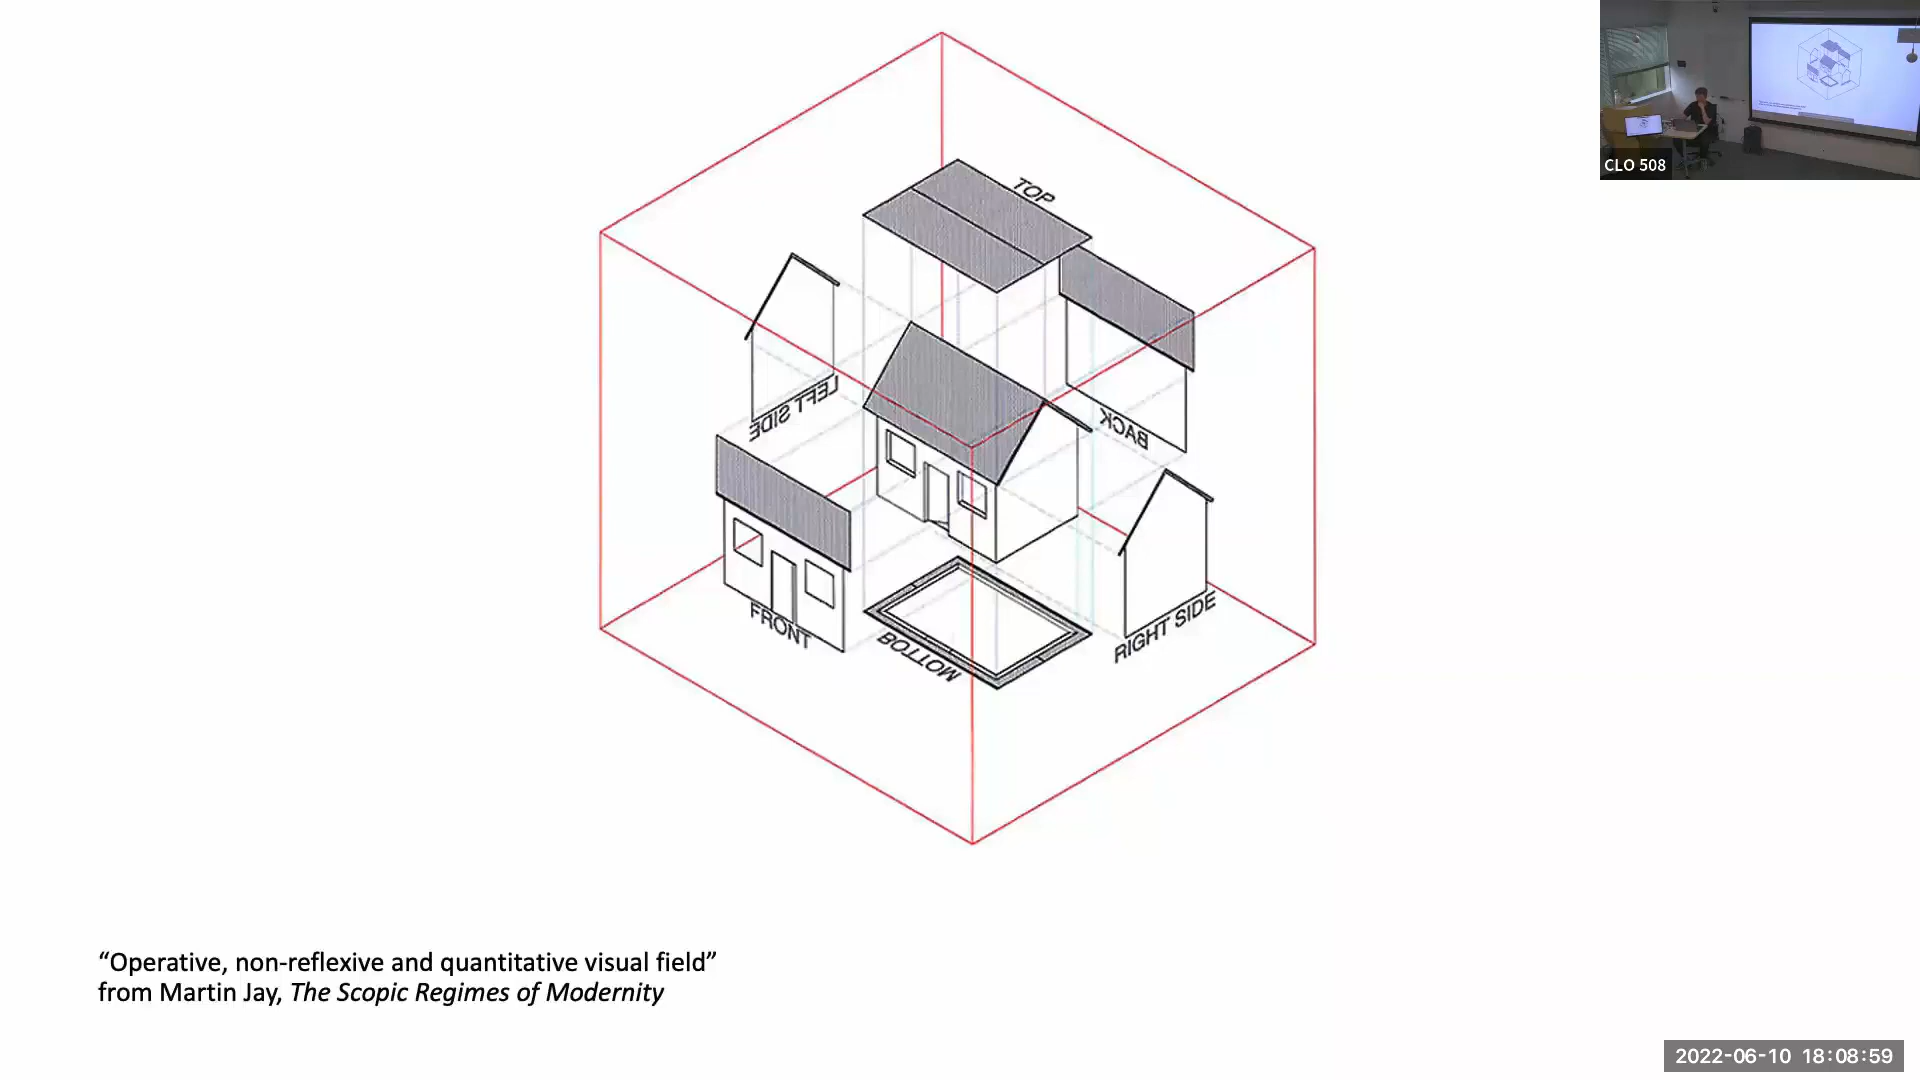 CLO 508
TOP
LEFT SIDE
BACK
FRONT
BOTTOM
RIGHT SIDE
“Operative, non-reflexive and quantitative visual field”
from Martin Jay, The Scopic Regimes of Modernity
2022-06-10 18:08:59